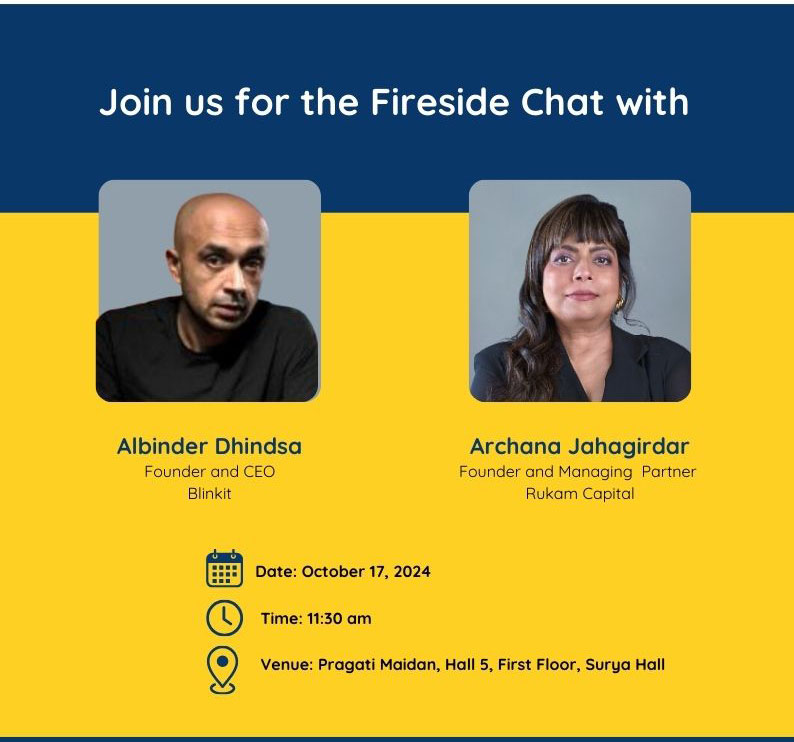 Join us for the Fireside Chat with
Albinder Dhindsa
Founder and CEO
Blinkit
Archana Jahagirdar
Founder and Managing Partner
Rukam Capital
Date: October 17, 2024
Time: 11:30 am
Venue: Pragati Maidan, Hall 5, First Floor, Surya Hall